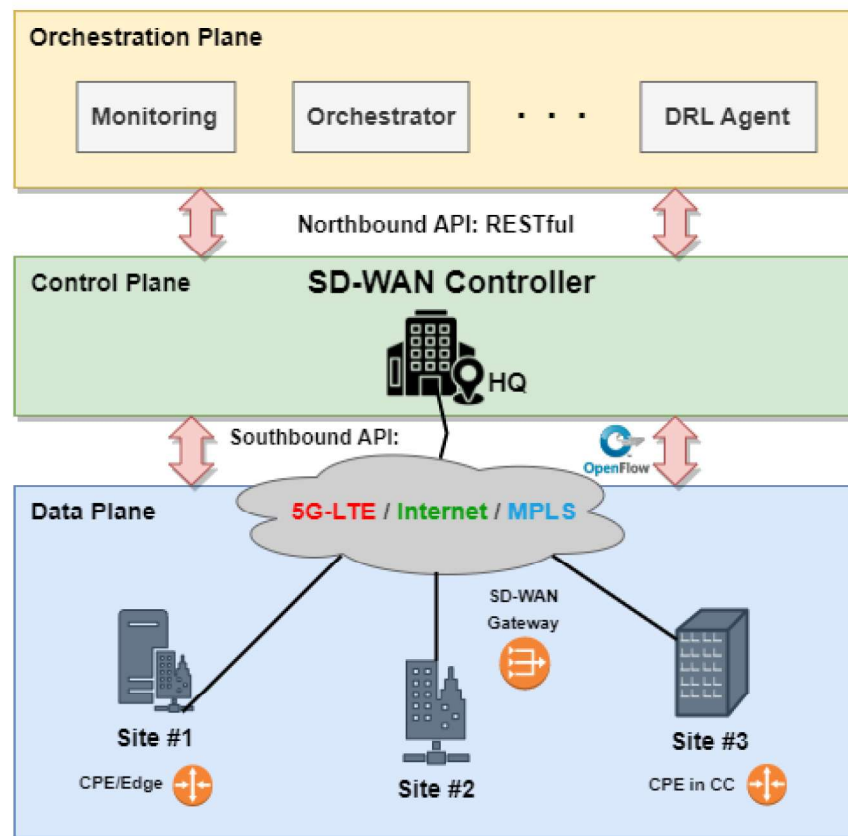 Orchestration Plane
Monitoring
Orchestrator
. . .
DRL Agent
Northbound API: RESTful
Control Plane
SD-WAN Controller
HQ
Southbound API:
OpenFlow
Data Plane
5G-LTE / Internet / MPLS
SD-WAN
Gateway
Site #1
CPE/Edge
Site #2
Site #3
CPE in CC